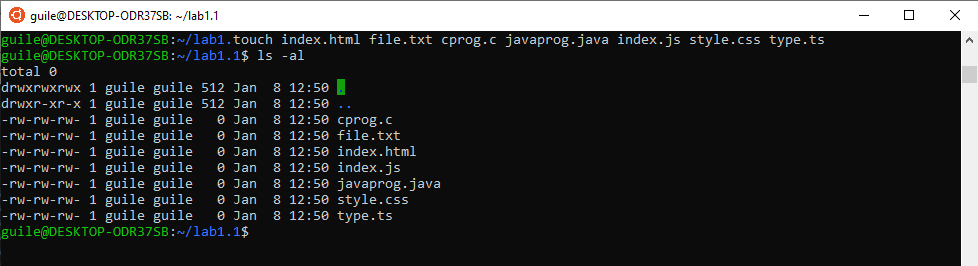 guile@DESKTOP-ODR37SB: ~/lab1.1
guile@DESKTOP-ODR37SB:~/lab1.touch index.html file.txt cprog.c javaprog.java index.js style.css type.ts
guile@DESKTOP-ODR37SB:~/lab1.1$ ls -al
total 0
drwxrwxrwx 1 guile guile 512 Jan  8 12:50 .
drwxr-xr-x 1 guile guile 512 Jan  8 12:50 ..
-rw-rw-rw- 1 guile guile   0 Jan  8 12:50 cprog.c
-rw-rw-rw- 1 guile guile   0 Jan  8 12:50 file.txt
-rw-rw-rw- 1 guile guile   0 Jan  8 12:50 index.html
-rw-rw-rw- 1 guile guile   0 Jan  8 12:50 index.js
-rw-rw-rw- 1 guile guile   0 Jan  8 12:50 javaprog.java
-rw-rw-rw- 1 guile guile   0 Jan  8 12:50 style.css
-rw-rw-rw- 1 guile guile   0 Jan  8 12:50 type.ts
guile@DESKTOP-ODR37SB:~/lab1.1$